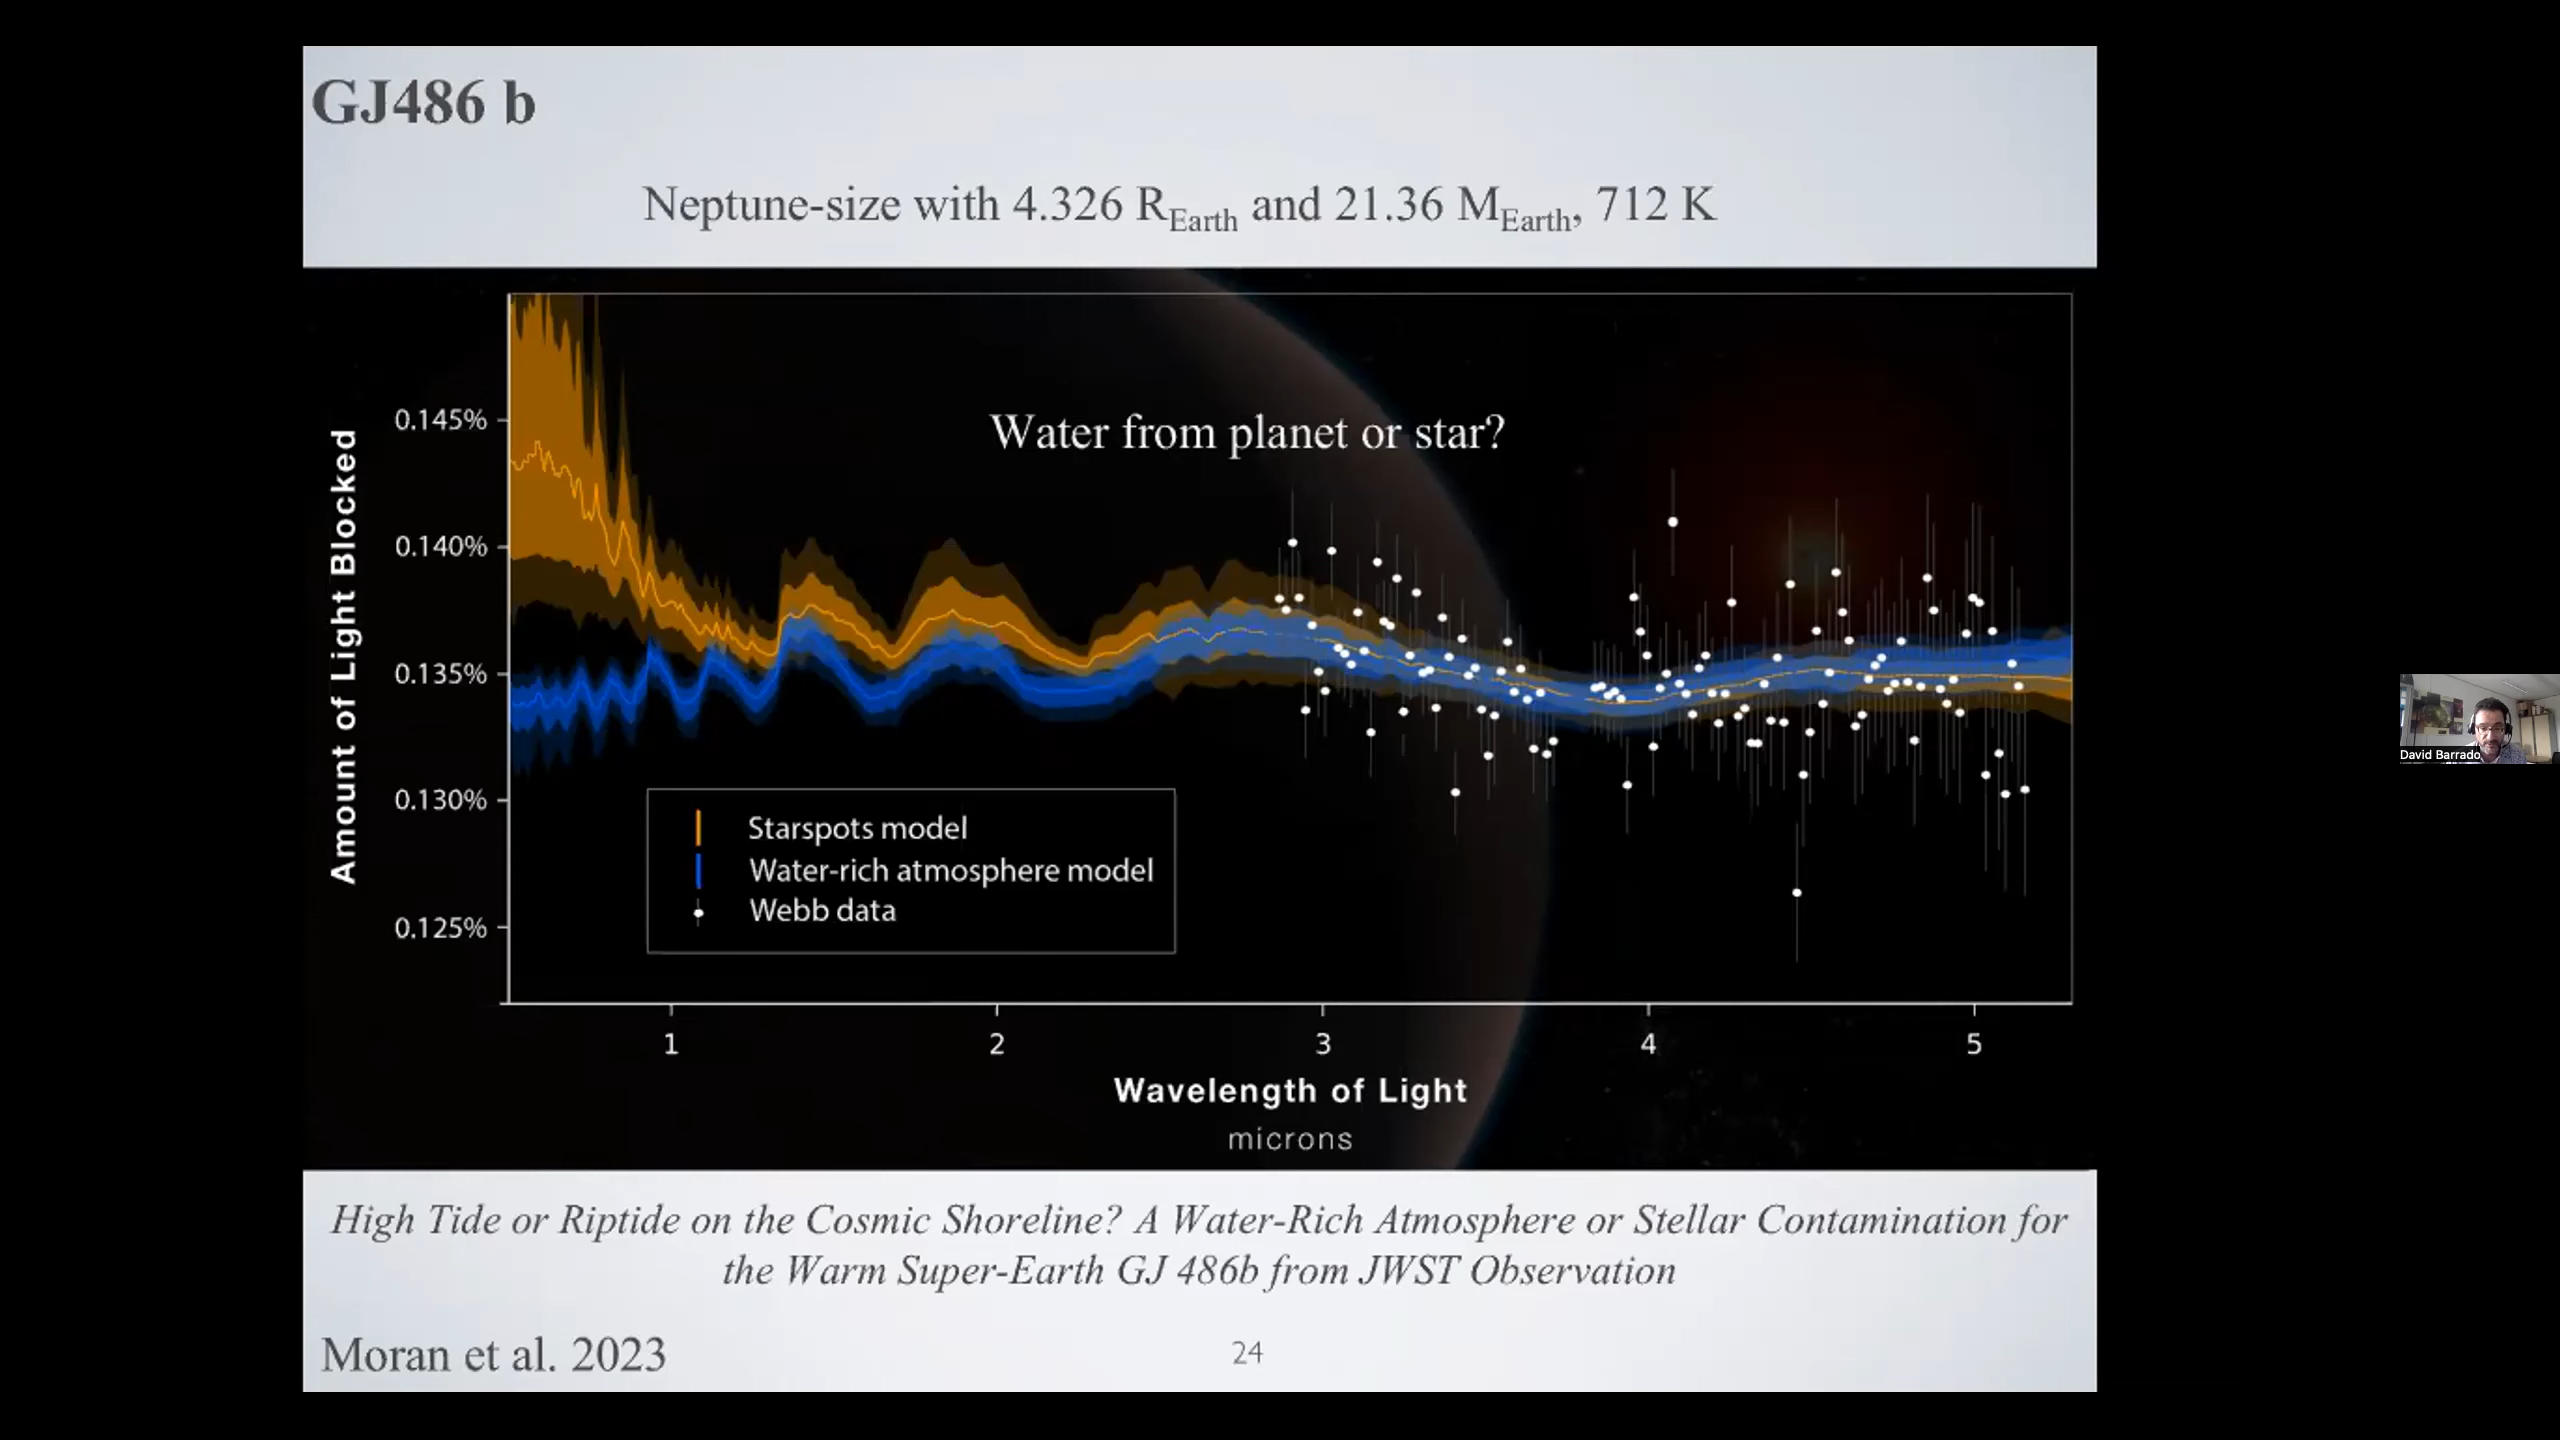 GJ486 b
Neptune-size with 4.326 R_Earth and 21.36 M_Earth, 712 K
Water from planet or star?
Amount of Light Blocked
0.145%
0.140%
0.135%
0.130%
0.125%
Starspots model
Water-rich atmosphere model
Webb data
1 2 3 4 5
Wavelength of Light
microns
High Tide or Riptide on the Cosmic Shoreline? A Water-Rich Atmosphere or Stellar Contamination for
the Warm Super-Earth GJ 486b from JWST Observation
Moran et al. 2023
24
David Barrado